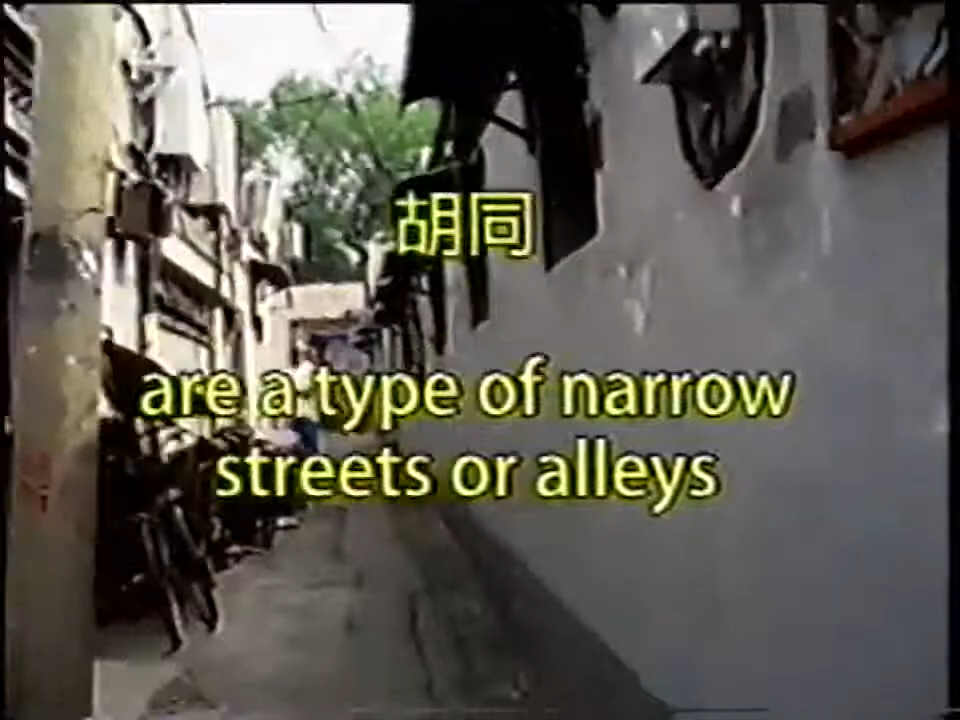 胡同
are a type of narrow
streets or alleys